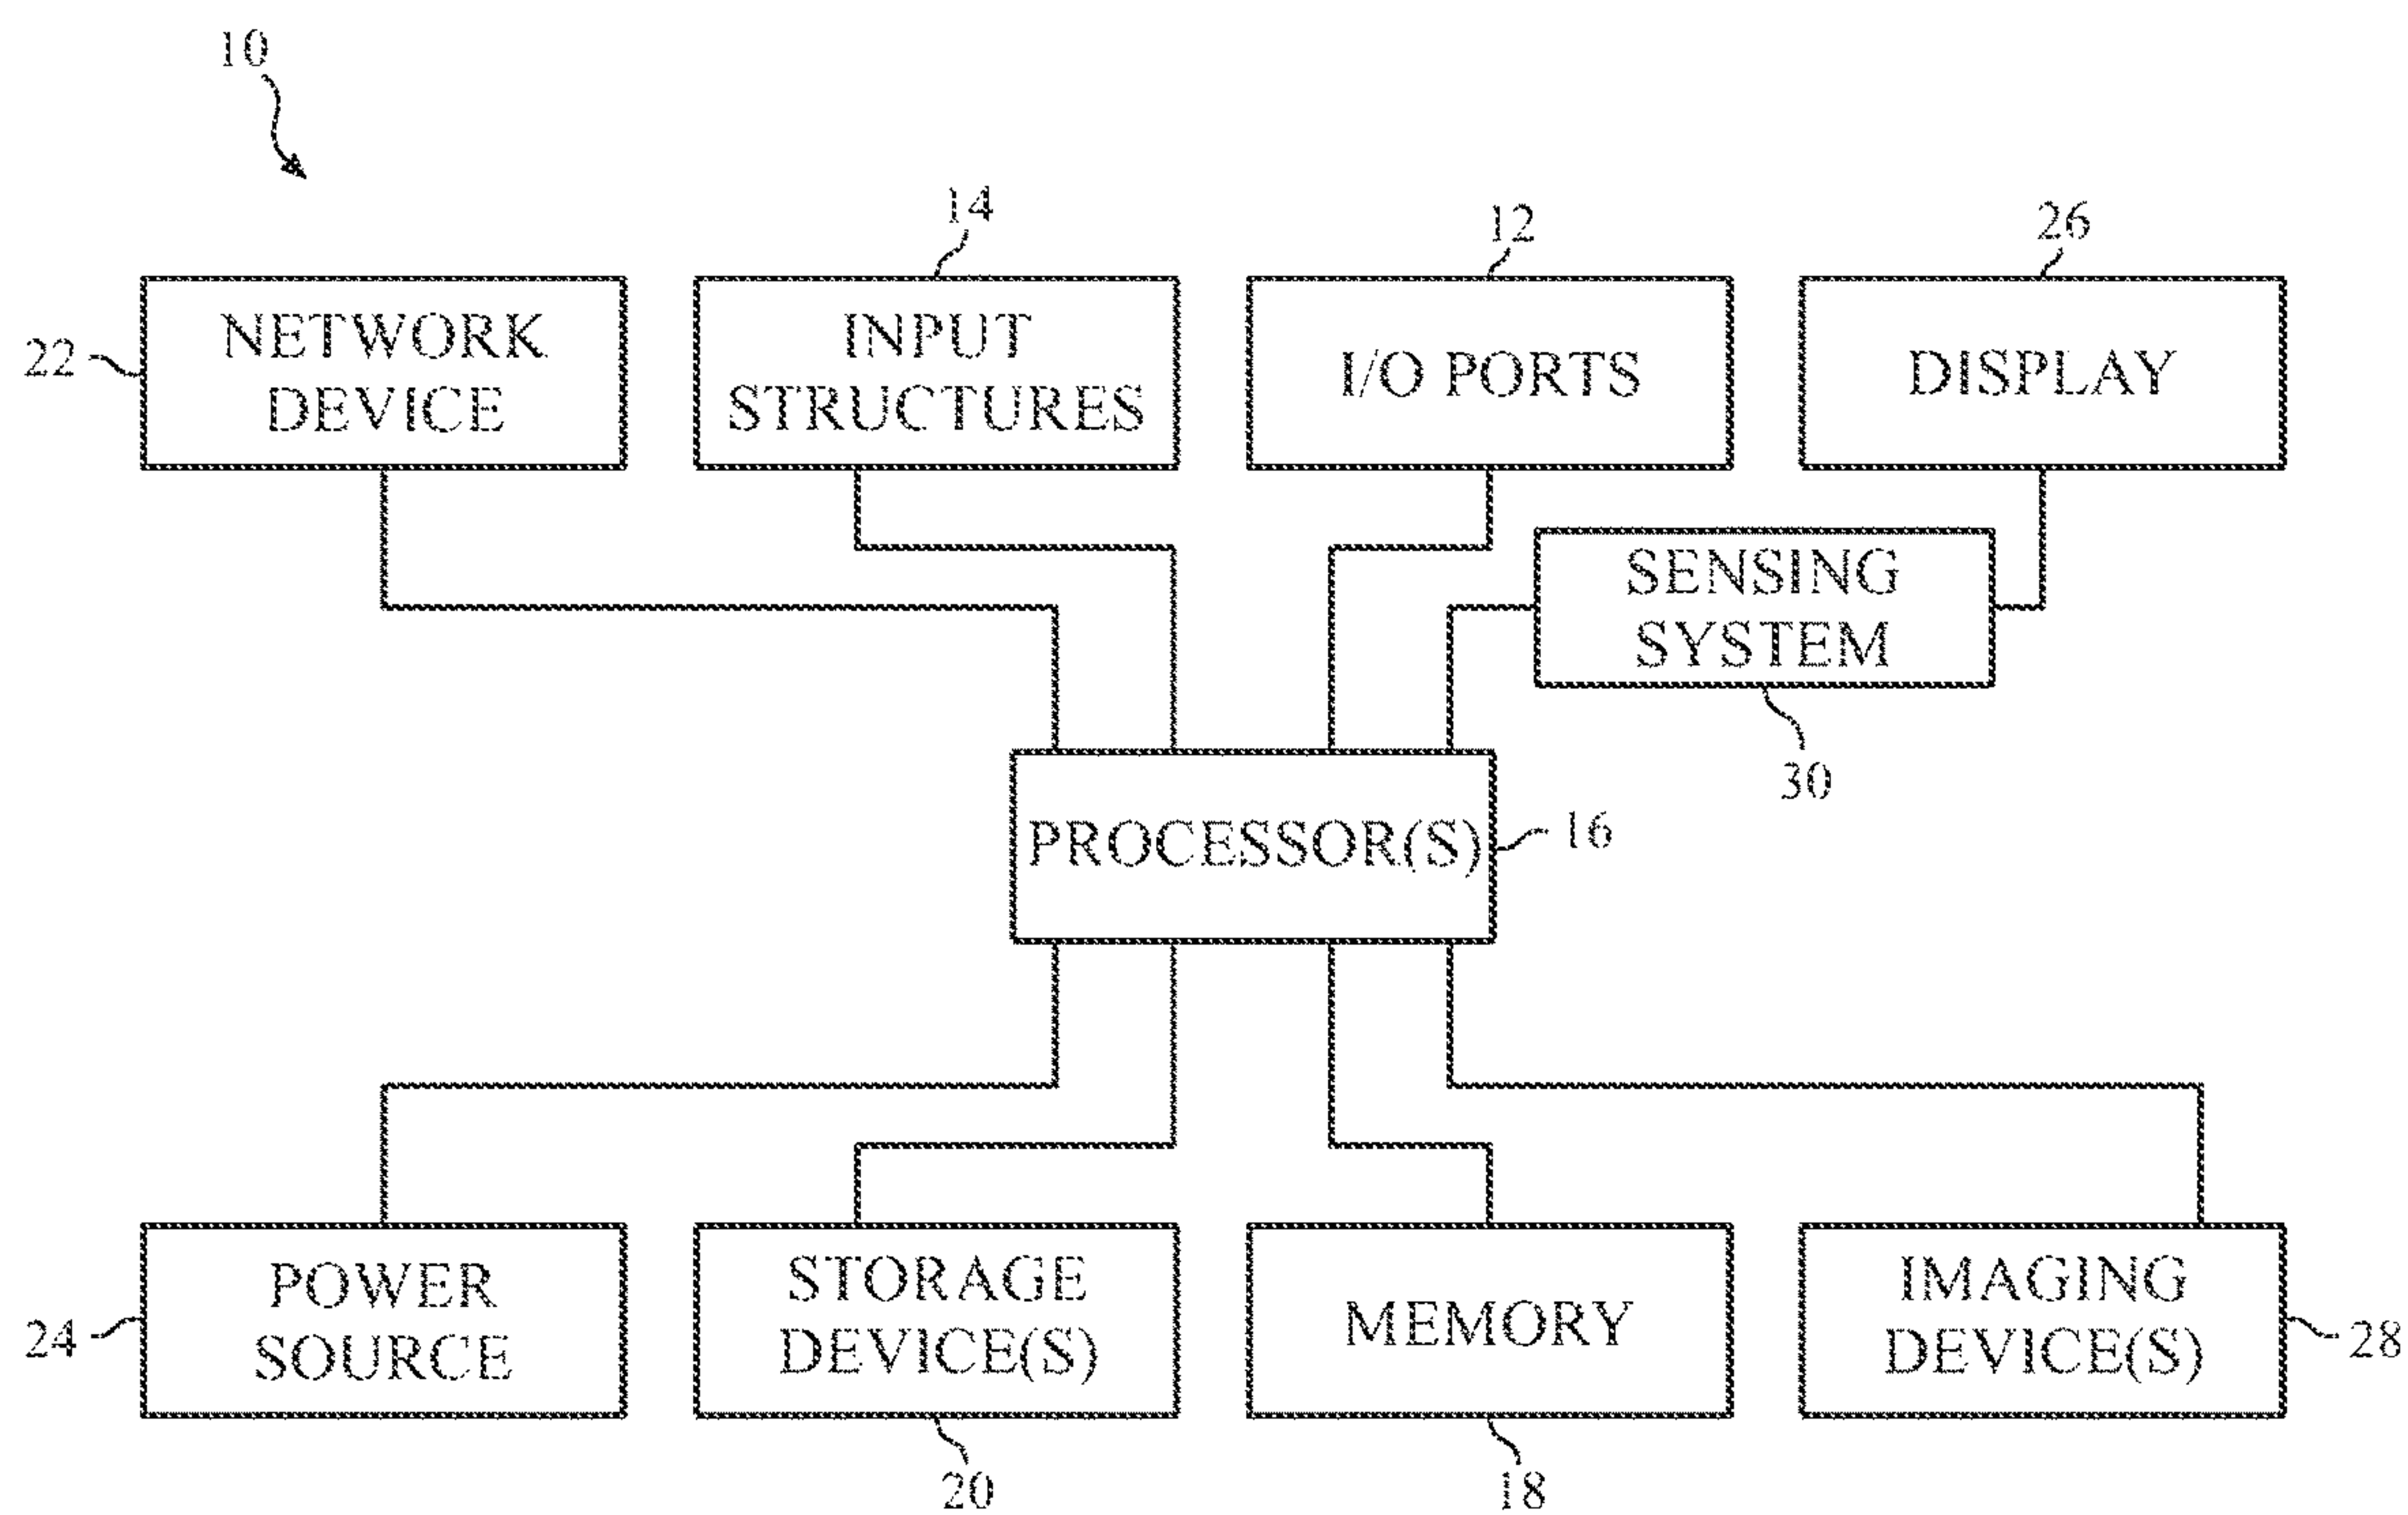 10
14
12
26
22
NETWORK
DEVICE
INPUT
STRUCTURES
I/O PORTS
DISPLAY
SENSING
SYSTEM
30
PROCESSOR(S)
16
24
POWER
SOURCE
STORAGE
DEVICE(S)
MEMORY
IMAGING
DEVICE(S)
28
20
18